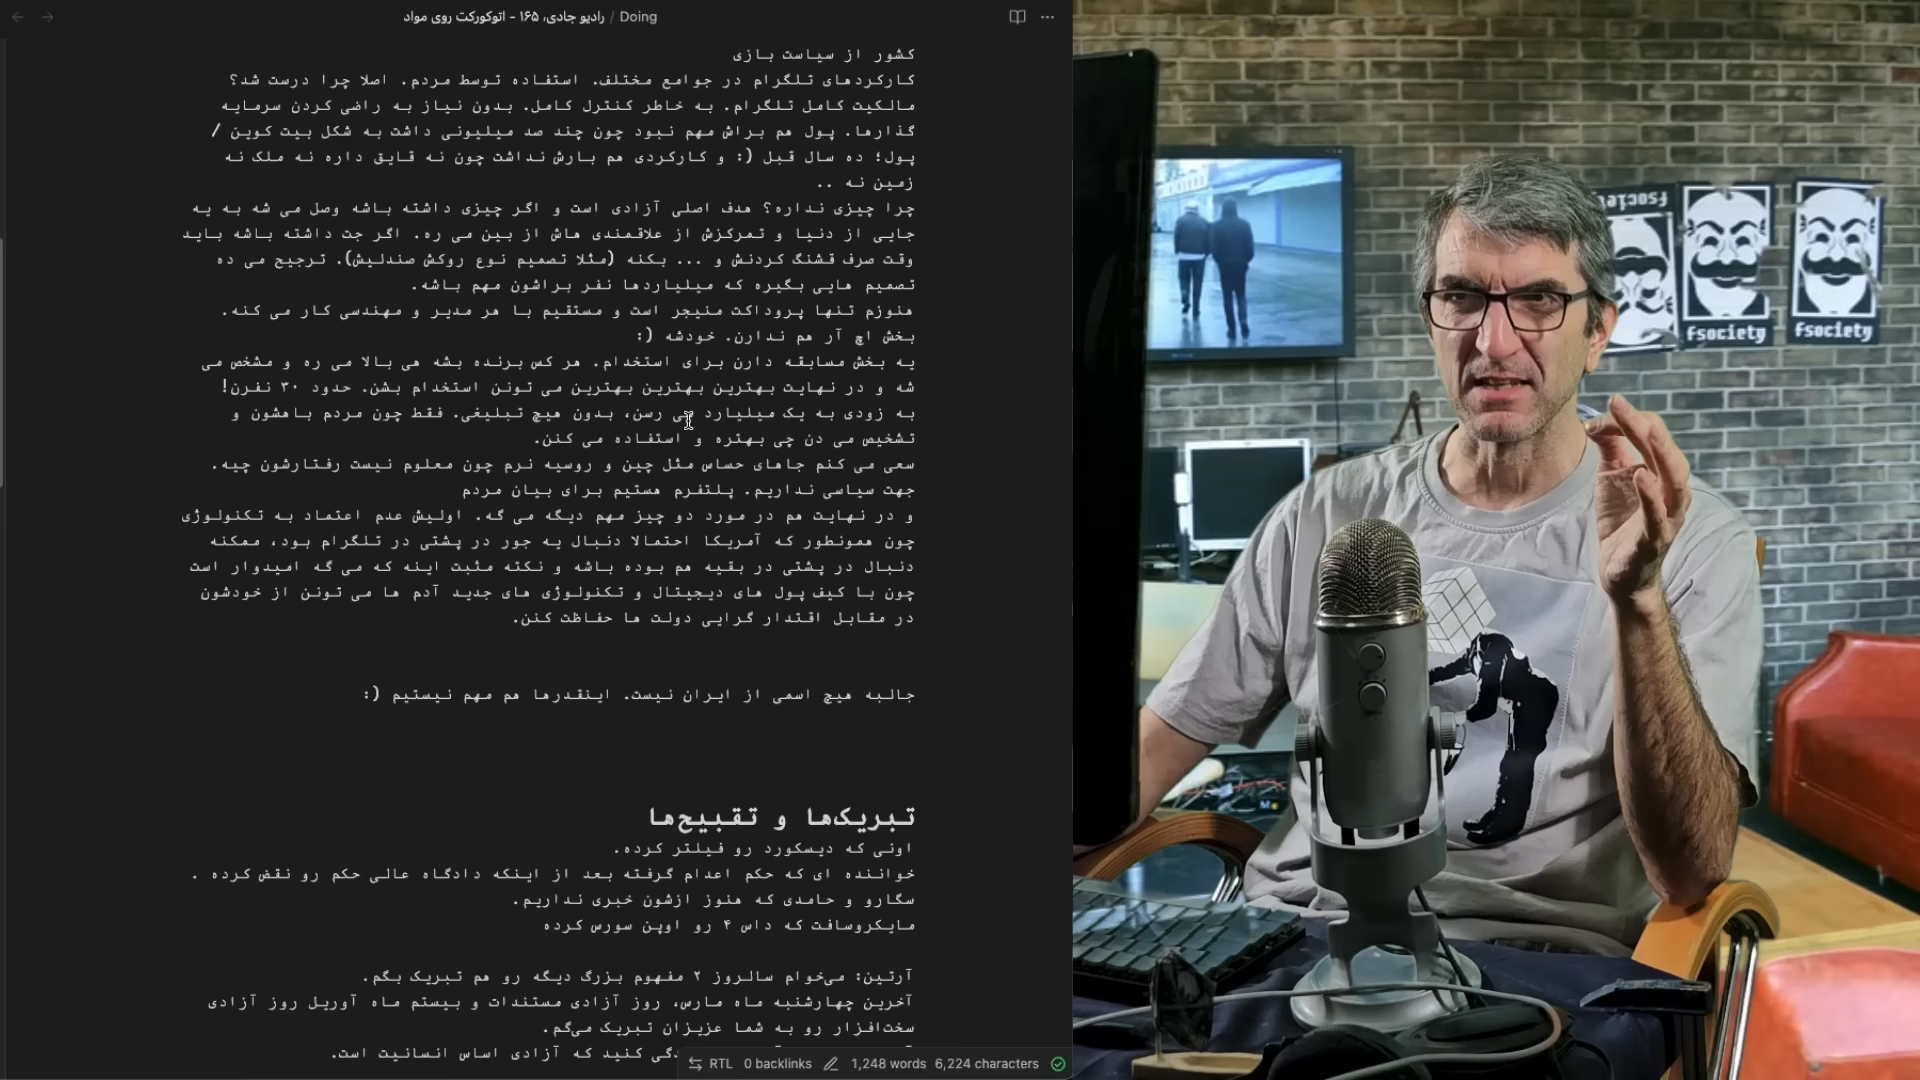 Doing / رادیو جادی، ۱۶۵ - اتوکورکت روی مواد
کشور از سیاست بازی
کارکردهای تلگرام در جوامع مختلف. استفاده توسط مردم. اصلا چرا درست شد؟
مالکیت کامل تلگرام. به خاطر کنترل کامل. بدون نیاز به راضی کردن سرمایه
گذارها. پول هم براش مهم نبود چون چند صد میلیونی داشت به شکل بیت کوین /
پول؛ ده سال قبل (: و کارکردی هم بارش نداشت چون نه قایق داره نه ملک نه
زمین نه ..
چرا چیزی نداره؟ هدف اصلی آزادی است و اگر چیزی داشته باشه وصل می شه به یه
جایی از دنیا و تمرکزش از علاقمندی هاش از بین می ره. اگر جت داشته باشه باید
وقت صرف قشنگ کردنش و ... بکنه (مثلا تصمیم نوع روکش صندلیش). ترجیح می ده
تصمیم هایی بگیره که میلیاردها نفر براشون مهم باشه.
هنوزم تنها پروداکت منیجر است و مستقیم با هر مدیر و مهندسی کار می کنه.
بخش اچ آر هم ندارن. خودشه (:
یه بخش مسابقه دارن برای استخدام. هر کس برنده بشه هی بالا می ره و مشخص می
شه و در نهایت بهترین بهترین بهترین می تونن استخدام بشن. حدود ۳۰ نفرن!
به زودی به یک میلیارد می رسن، بدون هیچ تبلیغی. فقط چون مردم باهشون و
تشخیص می دن چی بهتره و استفاده می کنن.
سعی می کنم جاهای حساس مثل چین و روسیه نرم چون معلوم نیست رفتارشون چیه.
جهت سیاسی نداریم. پلتفرم هستیم برای بیان مردم
و در نهایت هم در مورد دو چیز مهم دیگه می گه. اولیش عدم اعتماد به تکنولوژی
چون همونطور که آمریکا احتمالا دنبال یه جور در پشتی در تلگرام بود، ممکنه
دنبال در پشتی در بقیه هم بوده باشه و نکته مثبت اینه که می گه امیدوار است
چون با کیف پول های دیجیتال و تکنولوژی های جدید آدم ها می تونن از خودشون
در مقابل اقتدار گرایی دولت ها حفاظت کنن.
جالبه هیچ اسمی از ایران نیست. اینقدرها هم مهم نیستیم (:
تبریک‌ها و تقبیح‌ها
اونی که دیسکورد رو فیلتر کرده.
خواننده ای که حکم اعدام گرفته بعد از اینکه دادگاه عالی حکم رو نقض کرده .
سگارو و حامدی که هنوز ازشون خبری نداریم.
مایکروسافت که داس ۴ رو اوپن سورس کرده
آرتین: می‌خوام سالروز ۲ مفهوم بزرگ دیگه رو هم تبریک بگم.
آخرین چهارشنبه ماه مارس، روز آزادی مستندات و بیستم ماه آوریل روز آزادی
سخت‌افزار رو به شما عزیزان تبریک می‌گم.
کنید که آزادی اساس انسانیت است.
RTL 0 backlinks 1,248 words 6,224 characters
fsociety
fsociety
fsociety